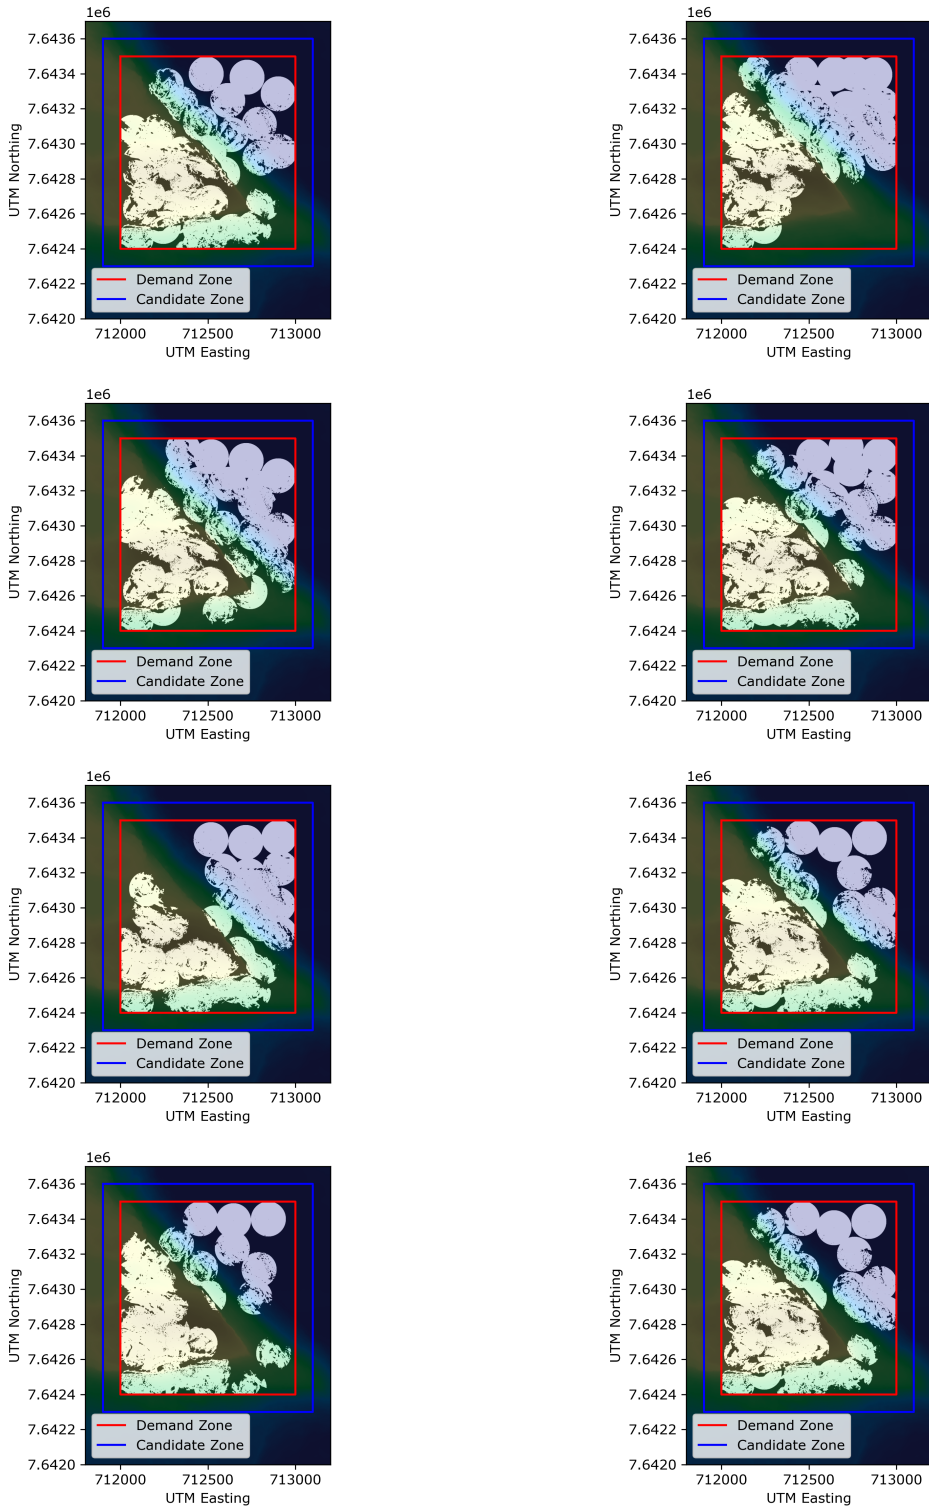 1e6
7.6436
7.6434
7.6432
7.6430
7.6428
7.6426
7.6424
7.6422
7.6420
UTM Northing
712000 712500 713000
UTM Easting
Demand Zone
Candidate Zone
1e6
7.6436
7.6434
7.6432
7.6430
7.6428
7.6426
7.6424
7.6422
7.6420
UTM Northing
712000 712500 713000
UTM Easting
Demand Zone
Candidate Zone
1e6
7.6436
7.6434
7.6432
7.6430
7.6428
7.6426
7.6424
7.6422
7.6420
UTM Northing
712000 712500 713000
UTM Easting
Demand Zone
Candidate Zone
1e6
7.6436
7.6434
7.6432
7.6430
7.6428
7.6426
7.6424
7.6422
7.6420
UTM Northing
712000 712500 713000
UTM Easting
Demand Zone
Candidate Zone
1e6
7.6436
7.6434
7.6432
7.6430
7.6428
7.6426
7.6424
7.6422
7.6420
UTM Northing
712000 712500 713000
UTM Easting
Demand Zone
Candidate Zone
1e6
7.6436
7.6434
7.6432
7.6430
7.6428
7.6426
7.6424
7.6422
7.6420
UTM Northing
712000 712500 713000
UTM Easting
Demand Zone
Candidate Zone
1e6
7.6436
7.6434
7.6432
7.6430
7.6428
7.6426
7.6424
7.6422
7.6420
UTM Northing
712000 712500 713000
UTM Easting
Demand Zone
Candidate Zone
1e6
7.6436
7.6434
7.6432
7.6430
7.6428
7.6426
7.6424
7.6422
7.6420
UTM Northing
712000 712500 713000
UTM Easting
Demand Zone
Candidate Zone